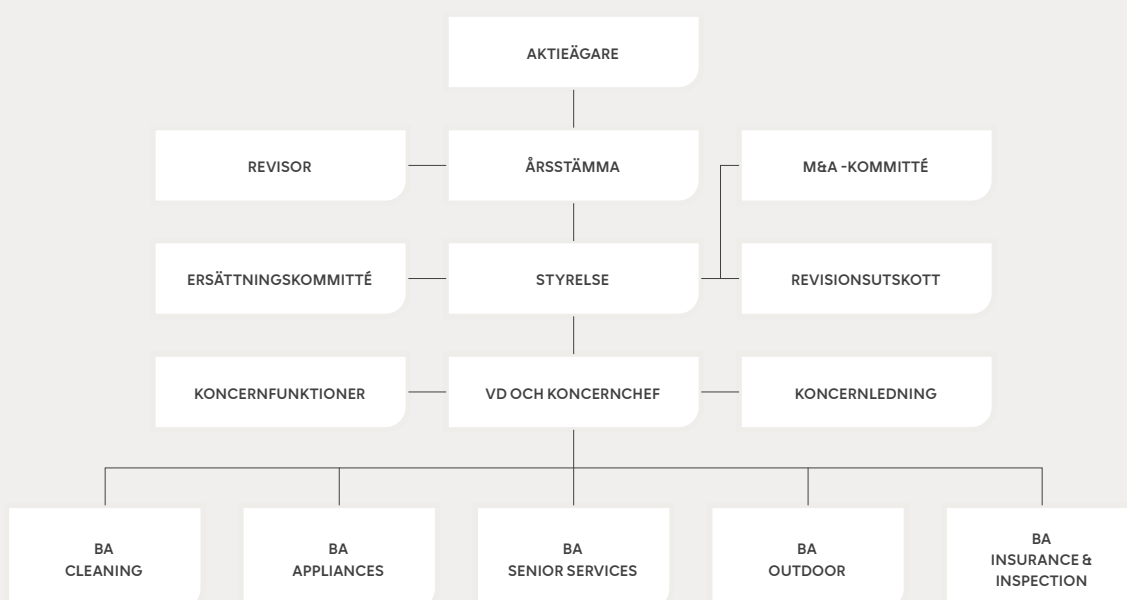 AKTIEÄGARE
REVISOR
ÅRSSTÄMMA
M&A -KOMMITTÉ
ERSÄTTNINGSKOMMITTÉ
STYRELSE
REVISIONSUTSKOTT
KONCERNFUNKTIONER
VD OCH KONCERNCHEF
KONCERNLEDNING
BA
CLEANING
BA
APPLIANCES
BA
SENIOR SERVICES
BA
OUTDOOR
BA
INSURANCE &
INSPECTION